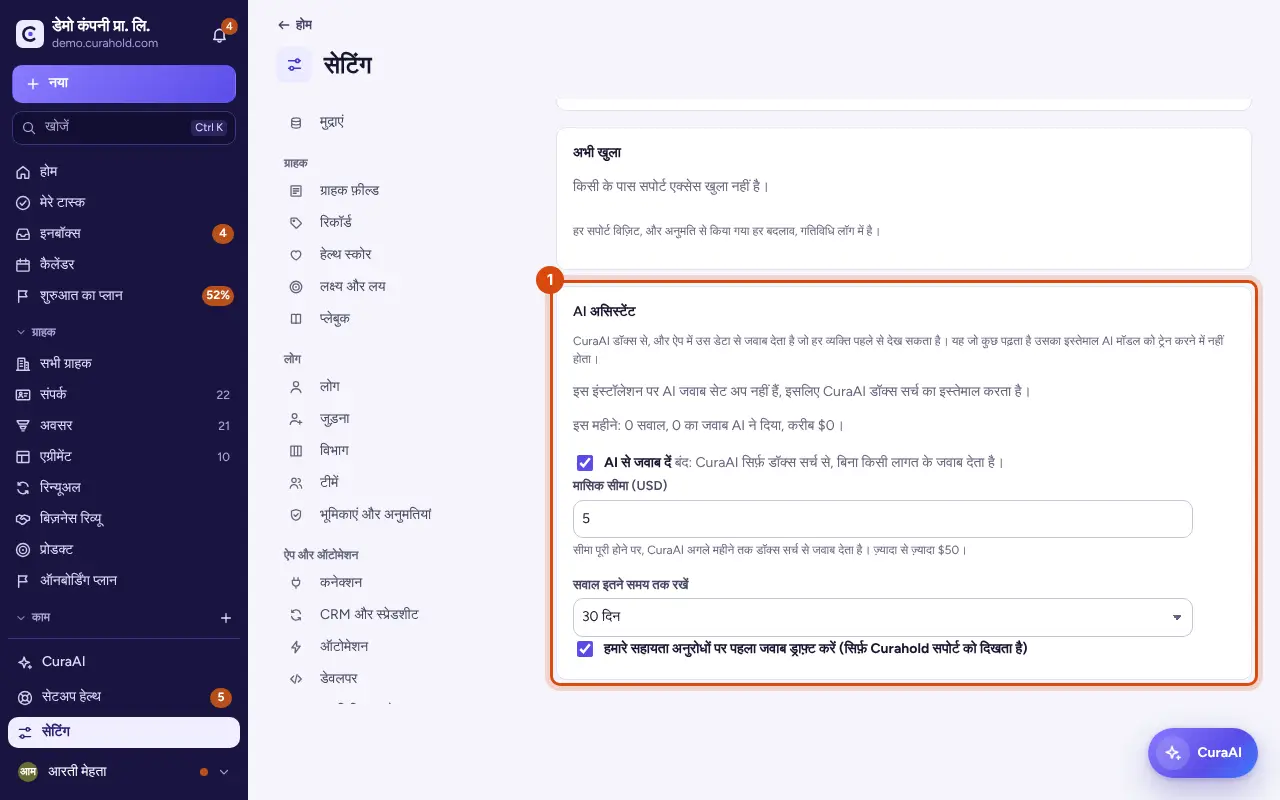 डेमो कंपनी प्रा. लि.
demo.curahold.com
4
नया
खोजें
Ctrl K
होम
मेरे टास्क
इनबॉक्स
4
कैलेंडर
शुरुआत का प्लान
52%
ग्राहक
सभी ग्राहक
संपर्क
22
अवसर
21
एग्रीमेंट
10
रिन्यूअल
बिज़नेस रिव्यू
प्रोडक्ट
ऑनबोर्डिंग प्लान
काम
CuraAI
सेटअप हेल्थ
5
सेटिंग
आम
आरती मेहता
होम
सेटिंग
मुद्राएं
ग्राहक
ग्राहक फ़ील्ड
रिकॉर्ड
हेल्थ स्कोर
लक्ष्य और लय
प्लेबुक
लोग
लोग
जुड़ना
विभाग
टीमें
भूमिकाएं और अनुमतियां
ऐप और ऑटोमेशन
कनेक्शन
CRM और स्प्रेडशीट
ऑटोमेशन
डेवलपर
अभी खुला
किसी के पास सपोर्ट एक्सेस खुला नहीं है।
हर सपोर्ट विज़िट, और अनुमति से किया गया हर बदलाव, गतिविधि लॉग में है।
1
AI असिस्टेंट
CuraAI डॉक्स से, और ऐप में उस डेटा से जवाब देता है जो हर व्यक्ति पहले से देख सकता है। यह जो कुछ पढ़ता है उसका इस्तेमाल AI मॉडल को ट्रेन करने में नहीं
होता।
इस इंस्टॉलेशन पर AI जवाब सेट अप नहीं हैं, इसलिए CuraAI डॉक्स सर्च का इस्तेमाल करता है।
इस महीने: 0 सवाल, 0 का जवाब AI ने दिया, करीब $0।
AI से जवाब दें बंद: CuraAI सिर्फ़ डॉक्स सर्च से, बिना किसी लागत के जवाब देता है।
मासिक सीमा (USD)
5
सीमा पूरी होने पर, CuraAI अगले महीने तक डॉक्स सर्च से जवाब देता है। ज़्यादा से ज़्यादा $50।
सवाल इतने समय तक रखें
30 दिन
हमारे सहायता अनुरोधों पर पहला जवाब ड्राफ़्ट करें (सिर्फ़ Curahold सपोर्ट को दिखता है)
CuraAI